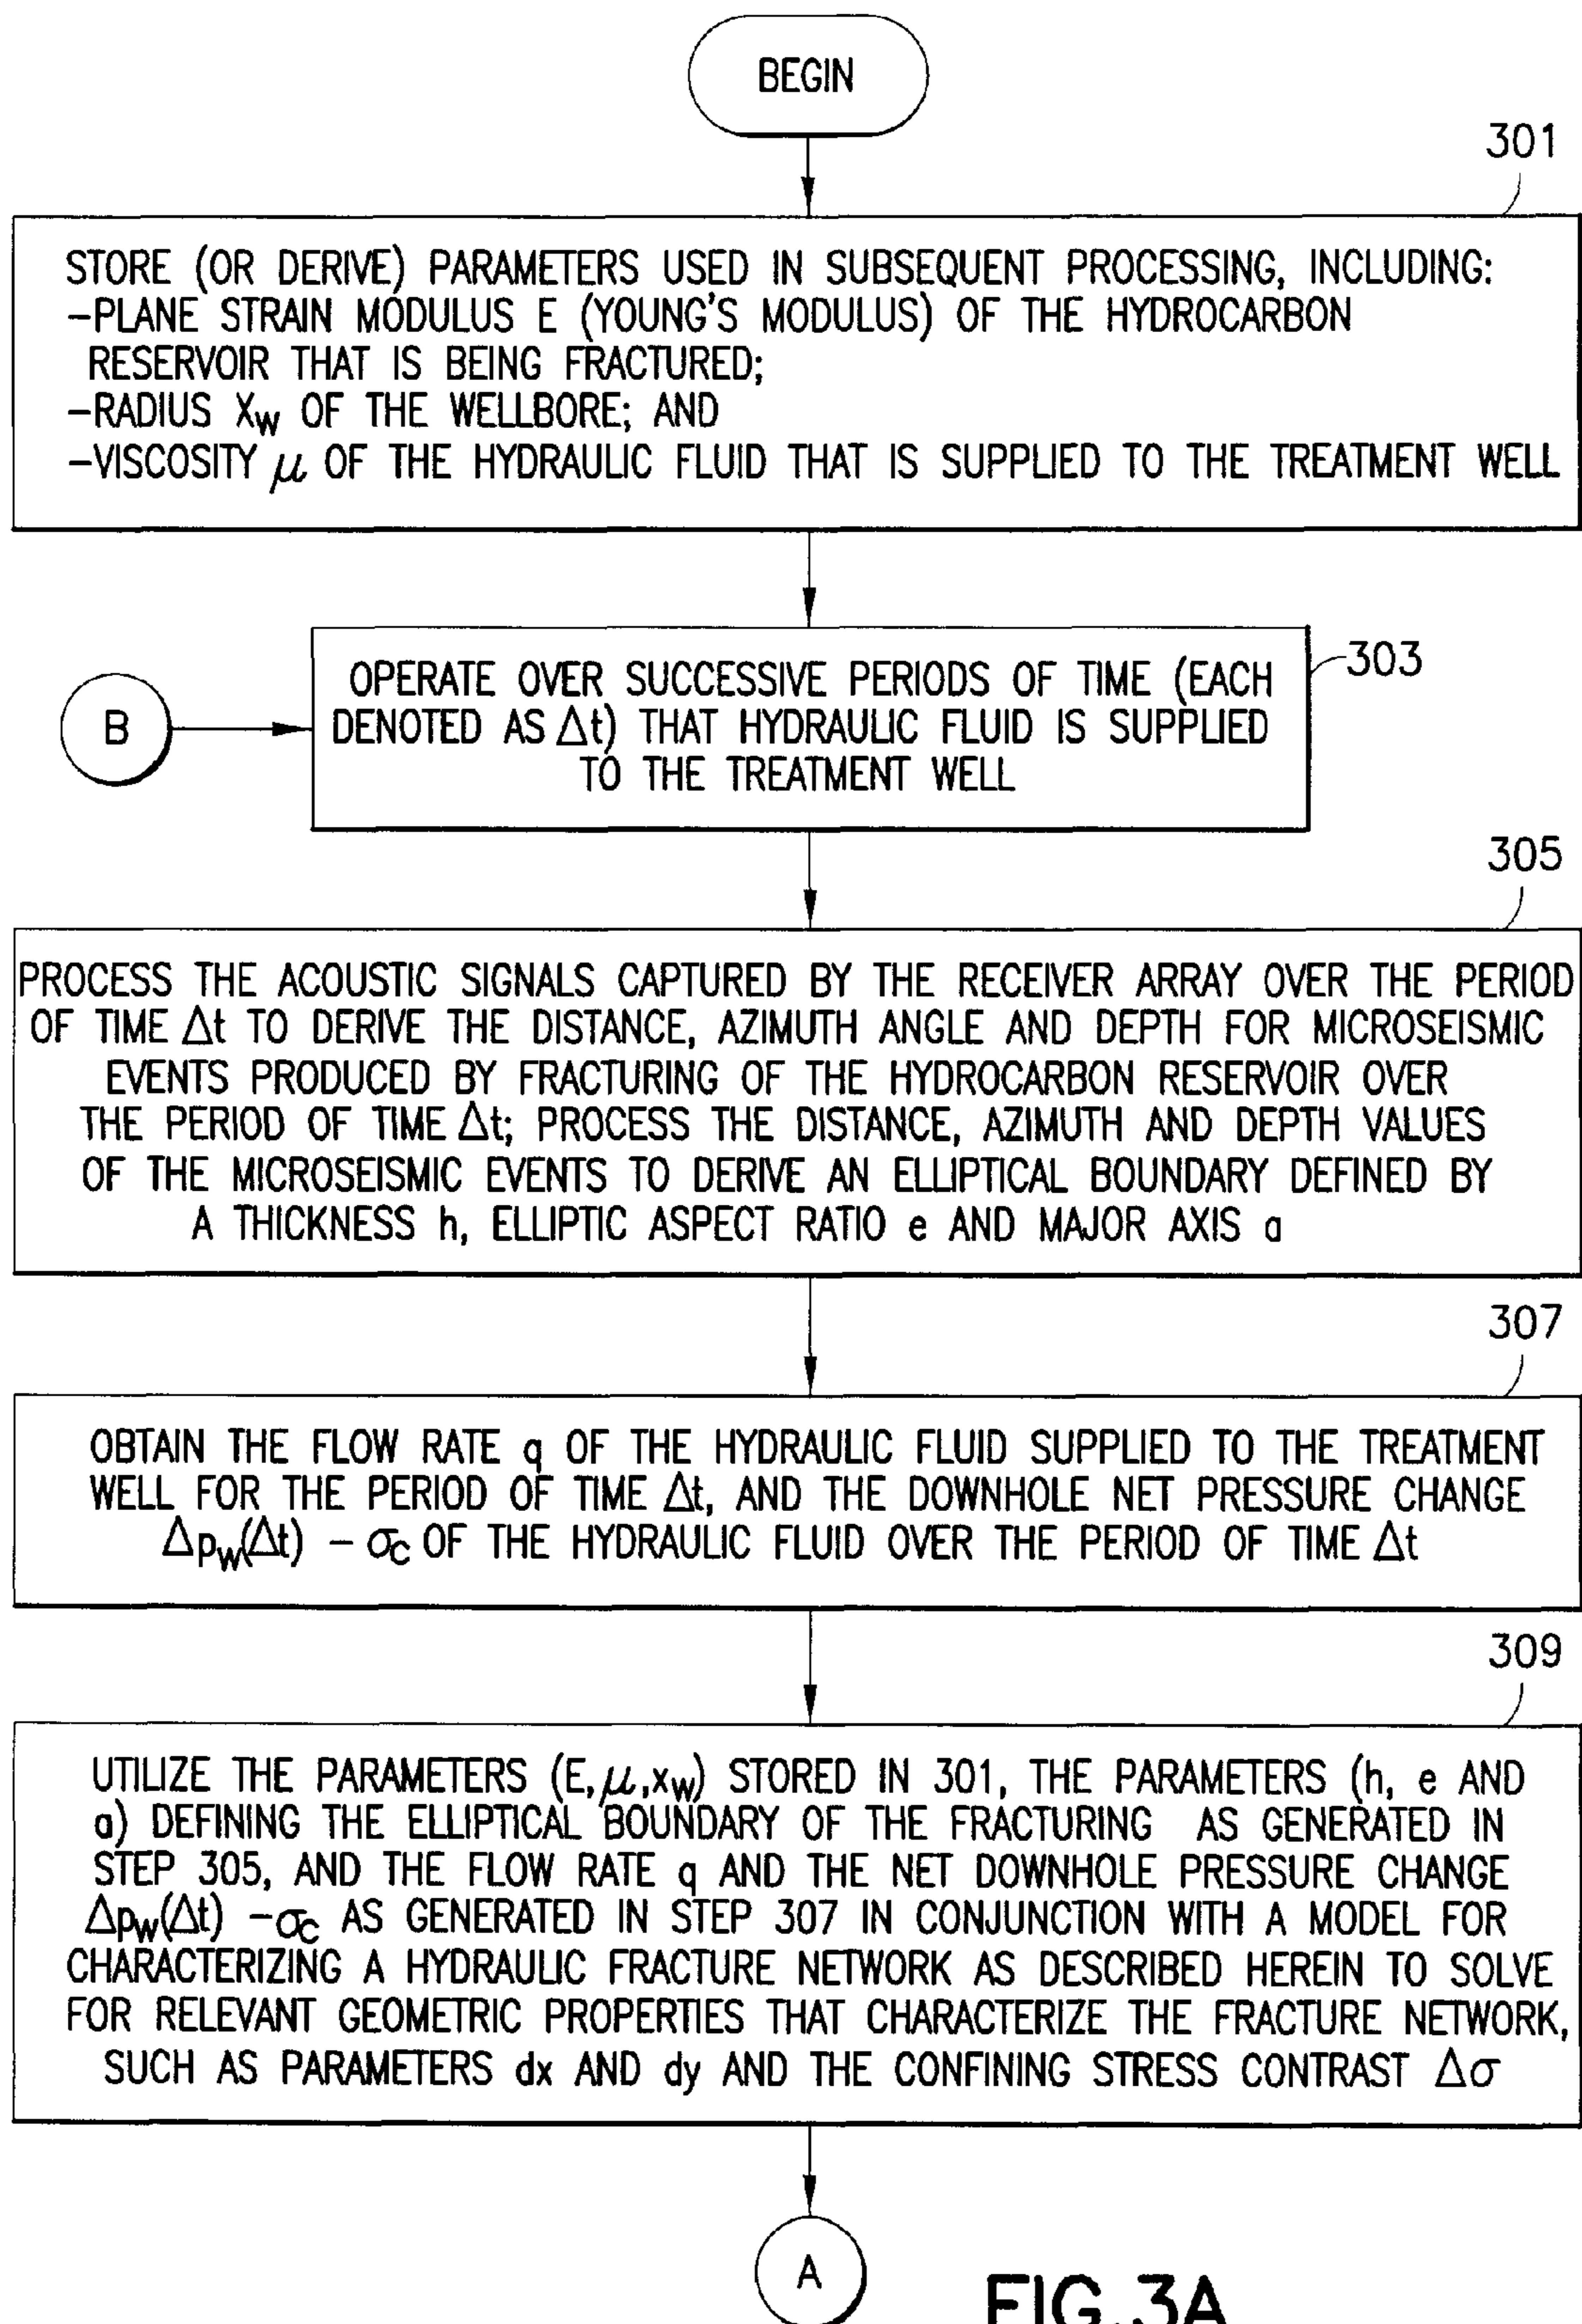 BEGIN
301
STORE (OR DERIVE) PARAMETERS USED IN SUBSEQUENT PROCESSING, INCLUDING:
-PLANE STRAIN MODULUS E (YOUNG'S MODULUS) OF THE HYDROCARBON
RESERVOIR THAT IS BEING FRACTURED;
-RADIUS Xw OF THE WELLBORE; AND
-VISCOSITY μ OF THE HYDRAULIC FLUID THAT IS SUPPLIED TO THE TREATMENT WELL
303
B
OPERATE OVER SUCCESSIVE PERIODS OF TIME (EACH
DENOTED AS Δt) THAT HYDRAULIC FLUID IS SUPPLIED
TO THE TREATMENT WELL
305
PROCESS THE ACOUSTIC SIGNALS CAPTURED BY THE RECEIVER ARRAY OVER THE PERIOD
OF TIME Δt TO DERIVE THE DISTANCE, AZIMUTH ANGLE AND DEPTH FOR MICROSEISMIC
EVENTS PRODUCED BY FRACTURING OF THE HYDROCARBON RESERVOIR OVER
THE PERIOD OF TIME Δt; PROCESS THE DISTANCE, AZIMUTH AND DEPTH VALUES
OF THE MICROSEISMIC EVENTS TO DERIVE AN ELLIPTICAL BOUNDARY DEFINED BY
A THICKNESS h, ELLIPTIC ASPECT RATIO e AND MAJOR AXIS a
307
OBTAIN THE FLOW RATE q OF THE HYDRAULIC FLUID SUPPLIED TO THE TREATMENT
WELL FOR THE PERIOD OF TIME Δt, AND THE DOWNHOLE NET PRESSURE CHANGE
Δpw(Δt) - σc OF THE HYDRAULIC FLUID OVER THE PERIOD OF TIME Δt
309
UTILIZE THE PARAMETERS (E,μ,xw) STORED IN 301, THE PARAMETERS (h, e AND
a) DEFINING THE ELLIPTICAL BOUNDARY OF THE FRACTURING AS GENERATED IN
STEP 305, AND THE FLOW RATE q AND THE NET DOWNHOLE PRESSURE CHANGE
Δpw(Δt) -σc AS GENERATED IN STEP 307 IN CONJUNCTION WITH A MODEL FOR
CHARACTERIZING A HYDRAULIC FRACTURE NETWORK AS DESCRIBED HEREIN TO SOLVE
FOR RELEVANT GEOMETRIC PROPERTIES THAT CHARACTERIZE THE FRACTURE NETWORK,
SUCH AS PARAMETERS dx AND dy AND THE CONFINING STRESS CONTRAST Δσ
A
FIG.3A